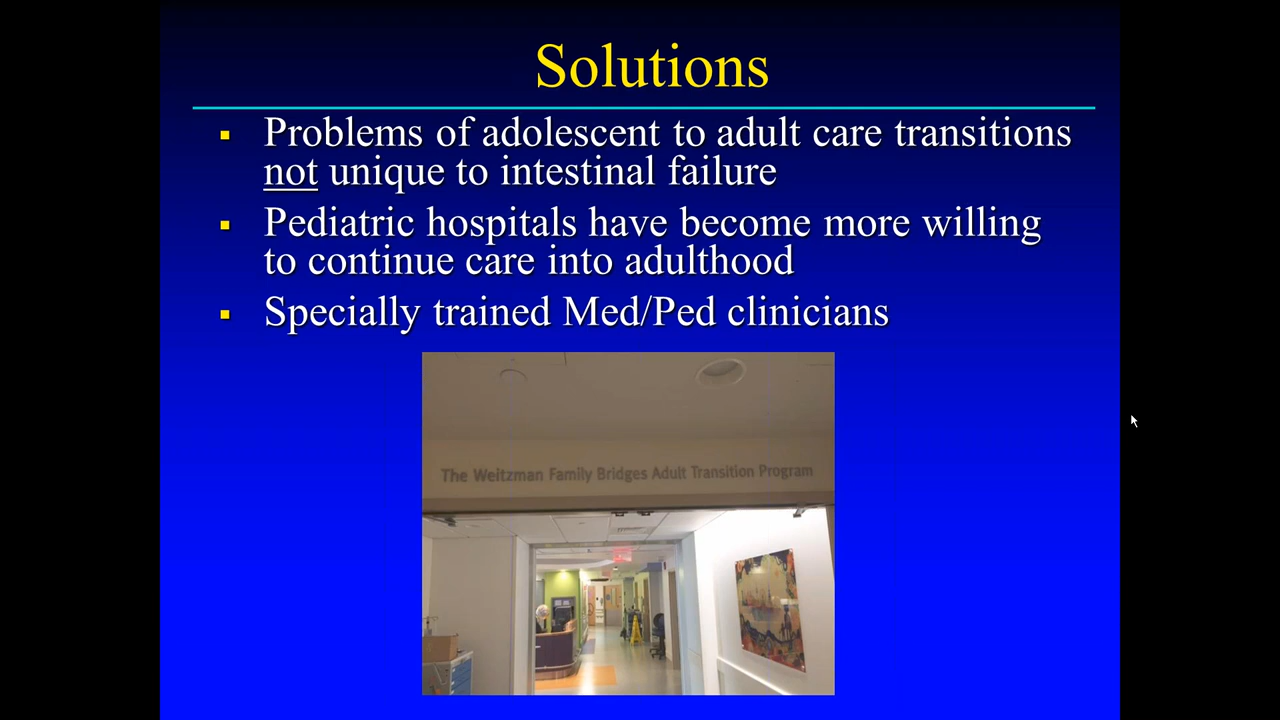 Solutions
Problems of adolescent to adult care transitions
not unique to intestinal failure
Pediatric hospitals have become more willing
to continue care into adulthood
Specially trained Med/Ped clinicians
The Weitzman Family Bridges Adult Transition Program